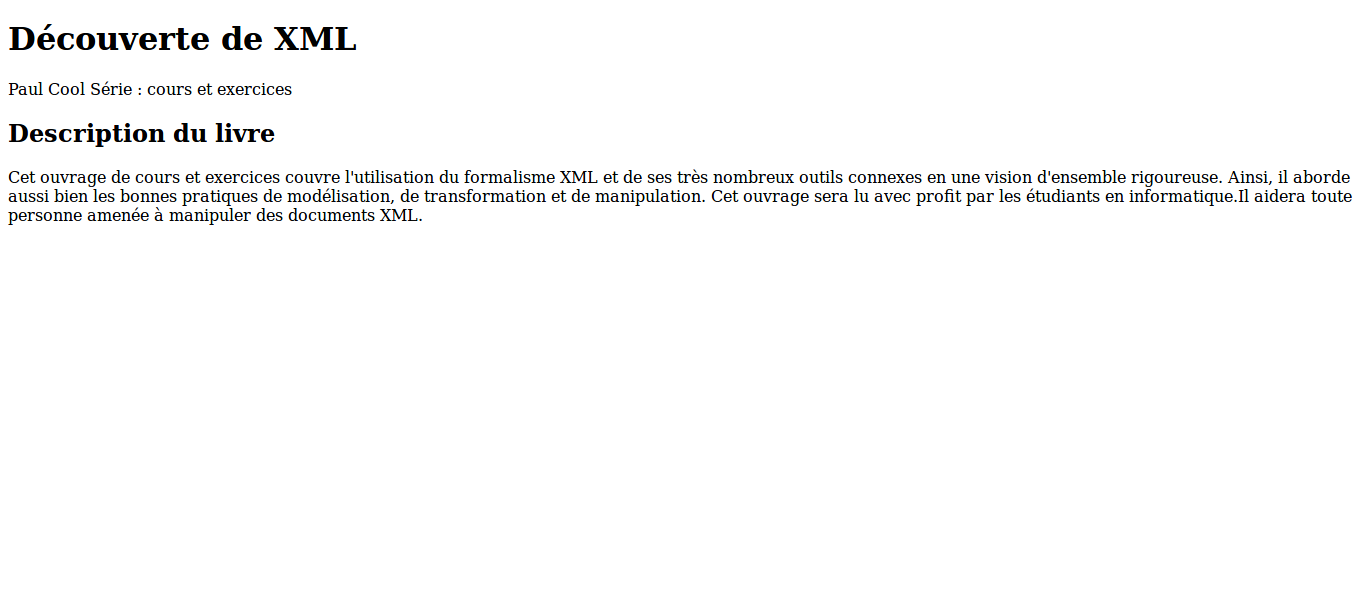 Découverte de XML
Paul Cool Série : cours et exercices
Description du livre
Cet ouvrage de cours et exercices couvre l'utilisation du formalisme XML et de ses très nombreux outils connexes en une vision d'ensemble rigoureuse. Ainsi, il aborde
aussi bien les bonnes pratiques de modélisation, de transformation et de manipulation. Cet ouvrage sera lu avec profit par les étudiants en informatique.Il aidera toute
personne amenée à manipuler des documents XML.